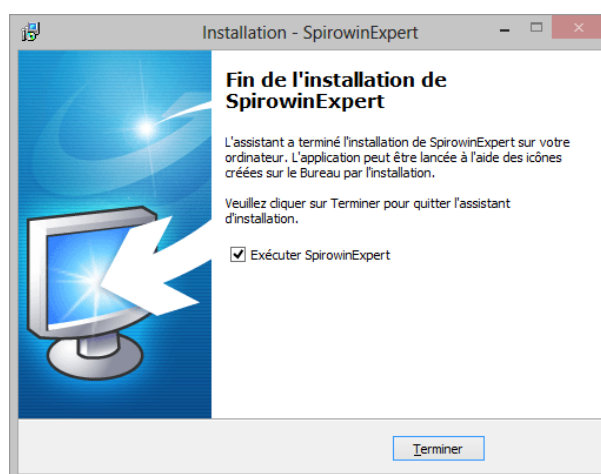 Installation - SpirowinExpert
Fin de l'installation de
SpirowinExpert
L'assistant a terminé l'installation de SpirowinExpert sur votre
ordinateur. L'application peut être lancée à l'aide des icônes
créées sur le Bureau par l'installation.
Veuillez cliquer sur Terminer pour quitter l'assistant
d'installation.
Exécuter SpirowinExpert
Terminer